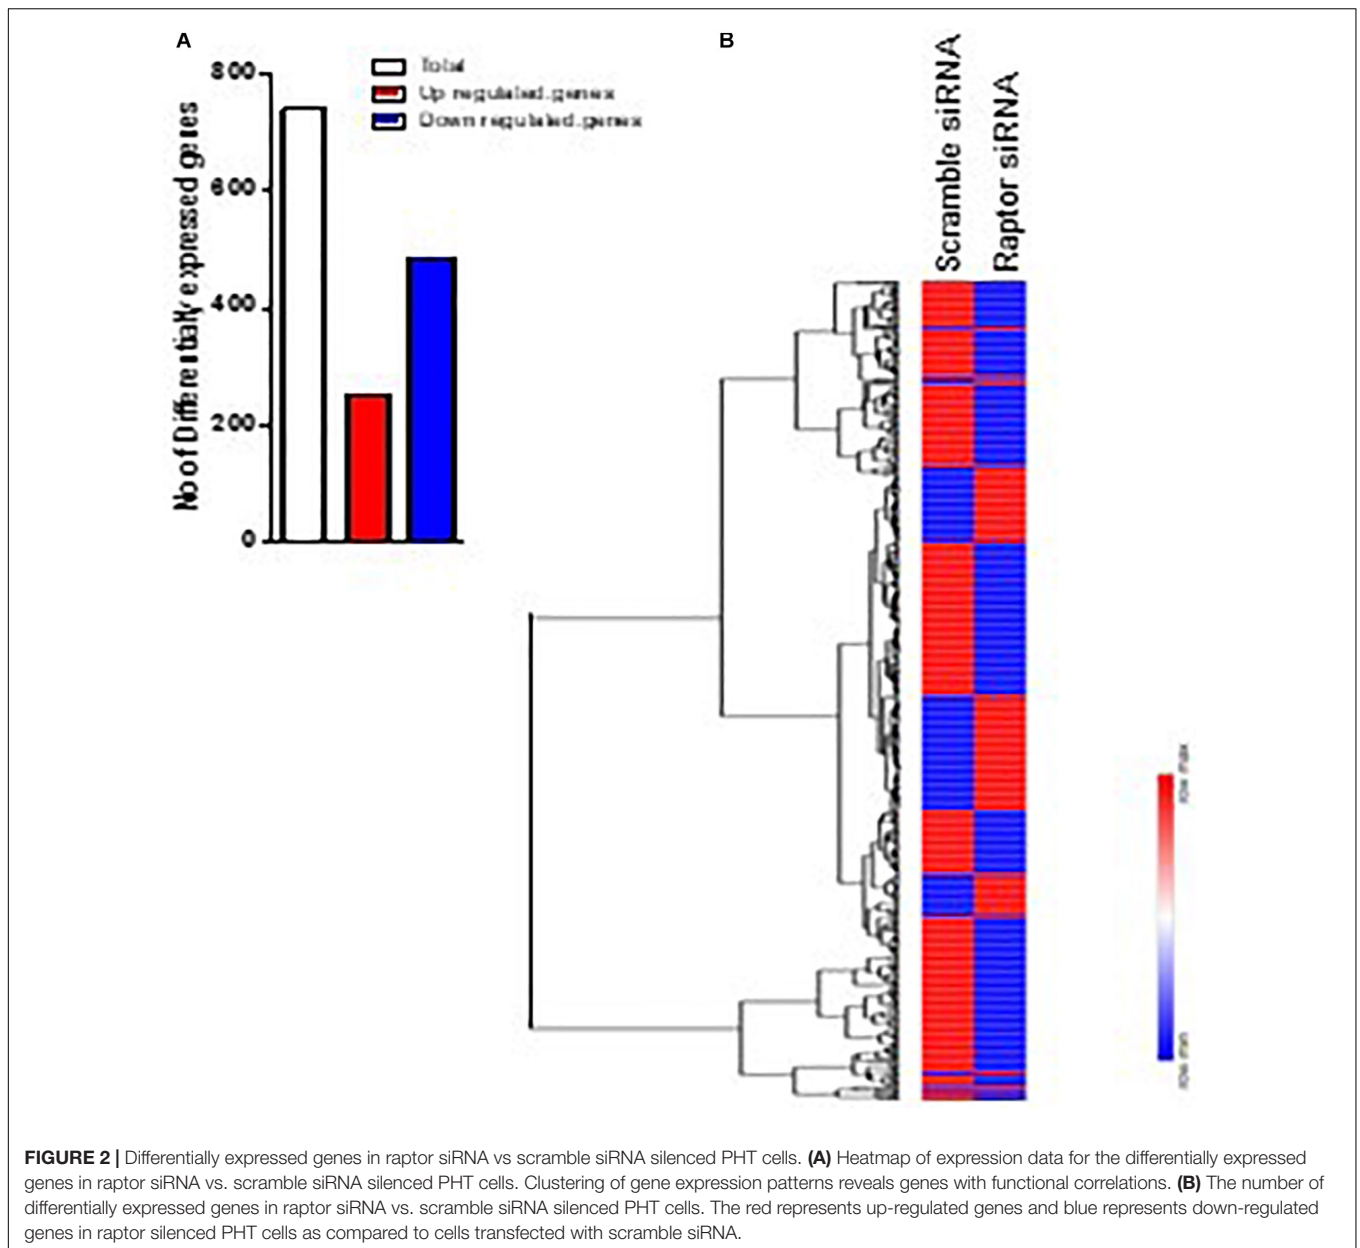 A
B
800
600
400
200
0
No of Differentially expressed genes
Total
Up regulated.genes
Down regulated.genes
Scramble siRNA
Raptor siRNA
row max
row min
FIGURE 2 | Differentially expressed genes in raptor siRNA vs scramble siRNA silenced PHT cells. (A) Heatmap of expression data for the differentially expressed
genes in raptor siRNA vs. scramble siRNA silenced PHT cells. Clustering of gene expression patterns reveals genes with functional correlations. (B) The number of
differentially expressed genes in raptor siRNA vs. scramble siRNA silenced PHT cells. The red represents up-regulated genes and blue represents down-regulated
genes in raptor silenced PHT cells as compared to cells transfected with scramble siRNA.